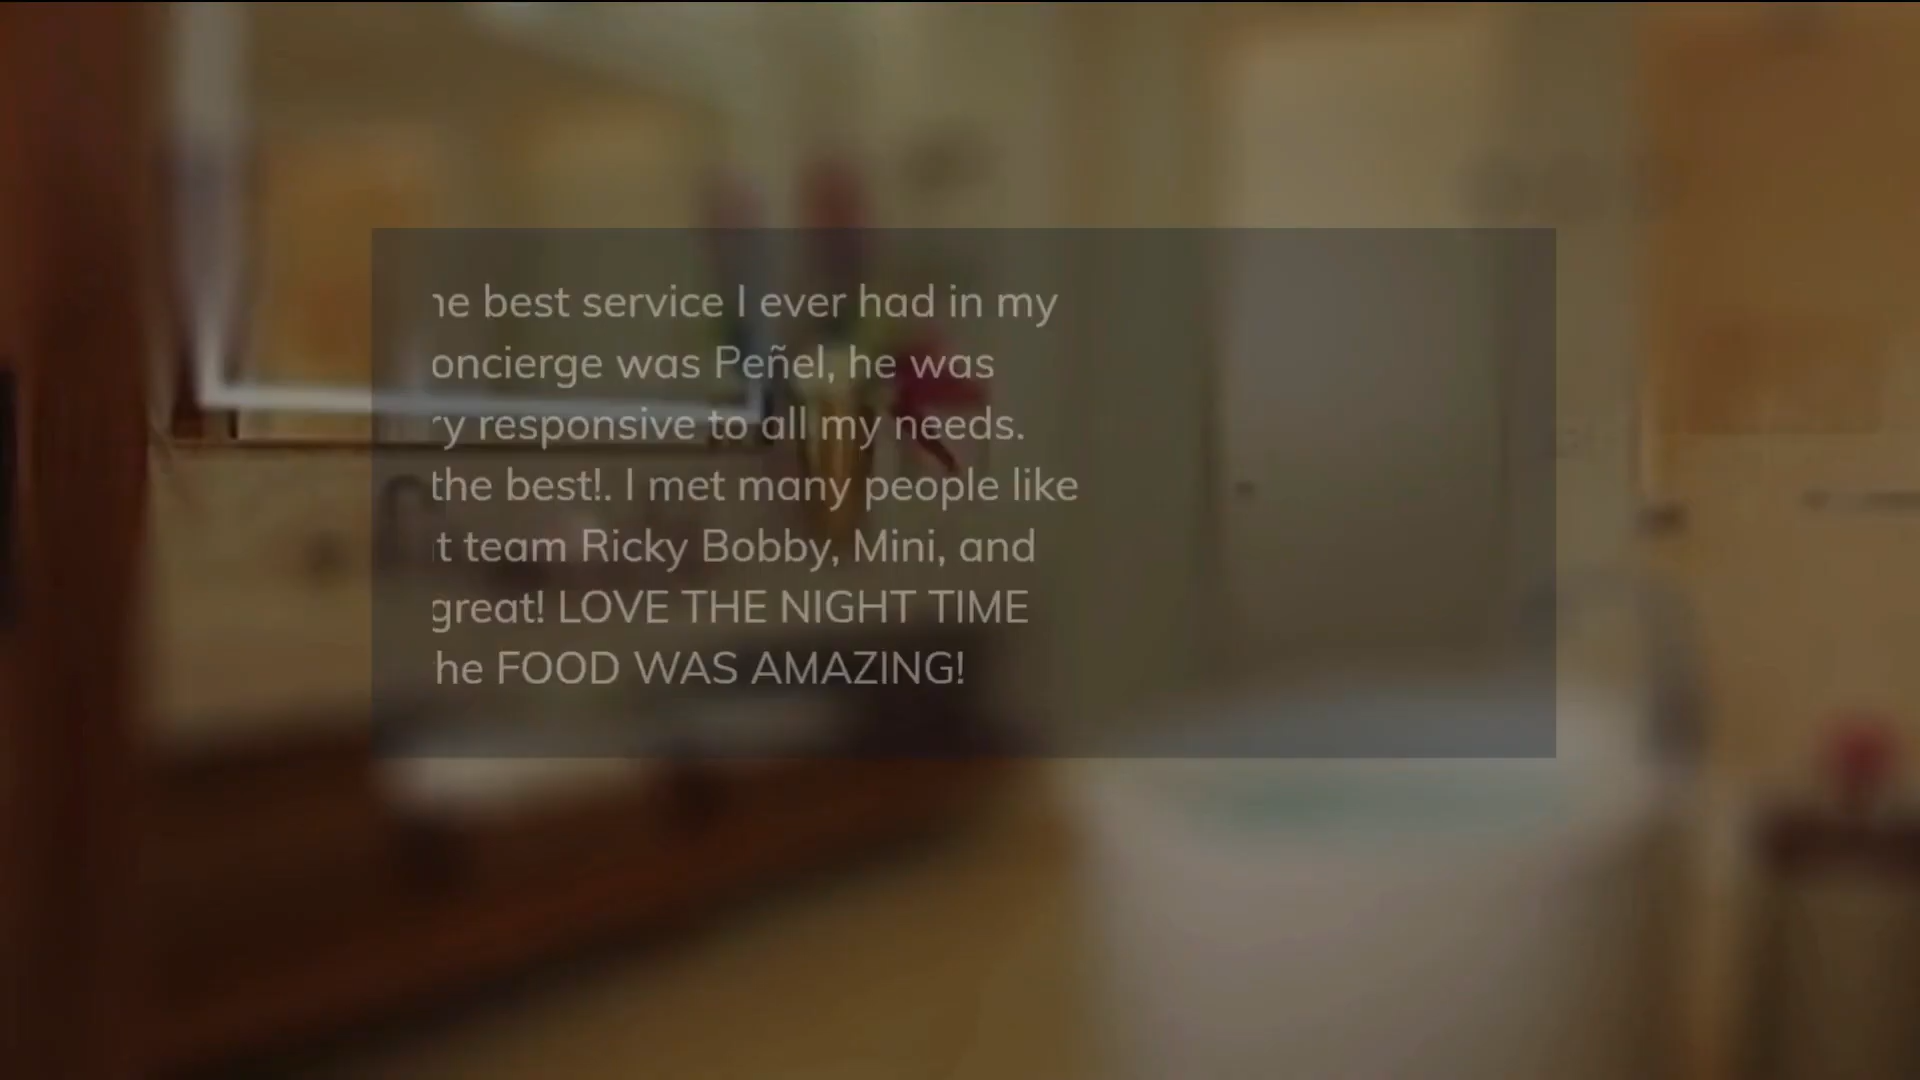 he best service I ever had in my
oncierge was Peñel, he was
ry responsive to all my needs.
the best!. I met many people like
t team Ricky Bobby, Mini, and
great! LOVE THE NIGHT TIME
he FOOD WAS AMAZING!